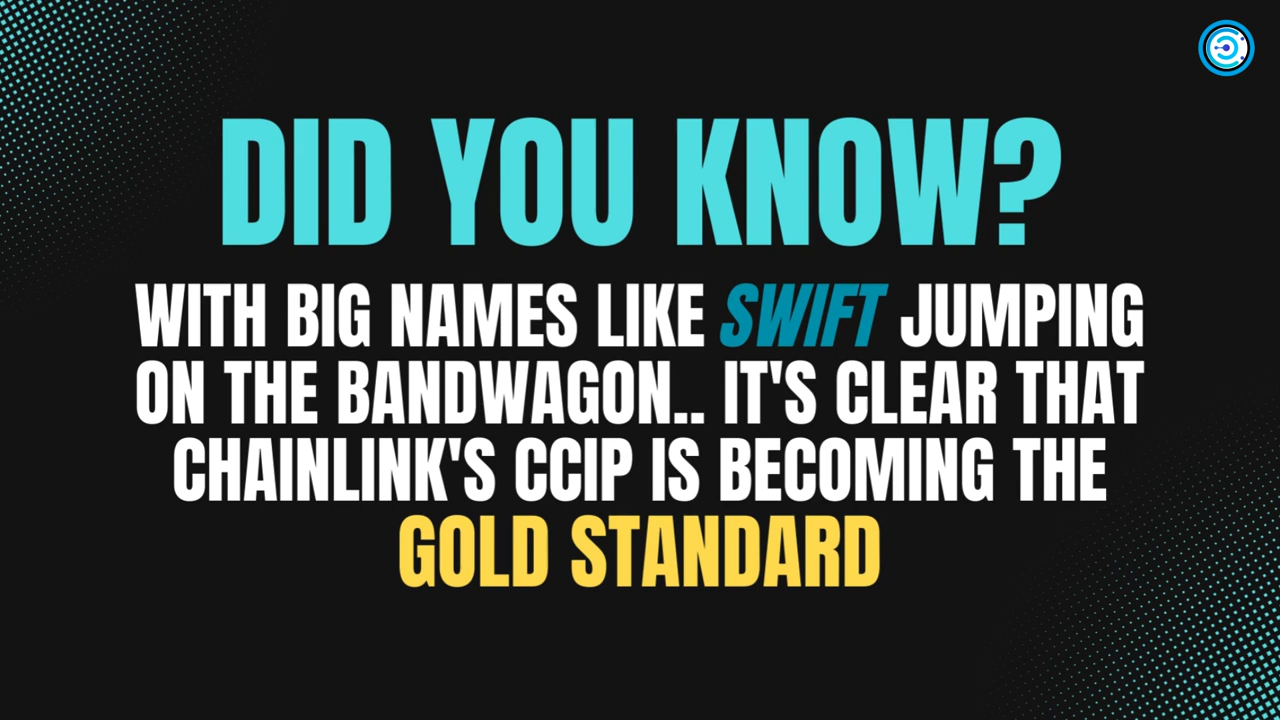 DID YOU KNOW?
WITH BIG NAMES LIKE SWIFT JUMPING
ON THE BANDWAGON.. IT'S CLEAR THAT
CHAINLINK'S CCIP IS BECOMING THE
GOLD STANDARD